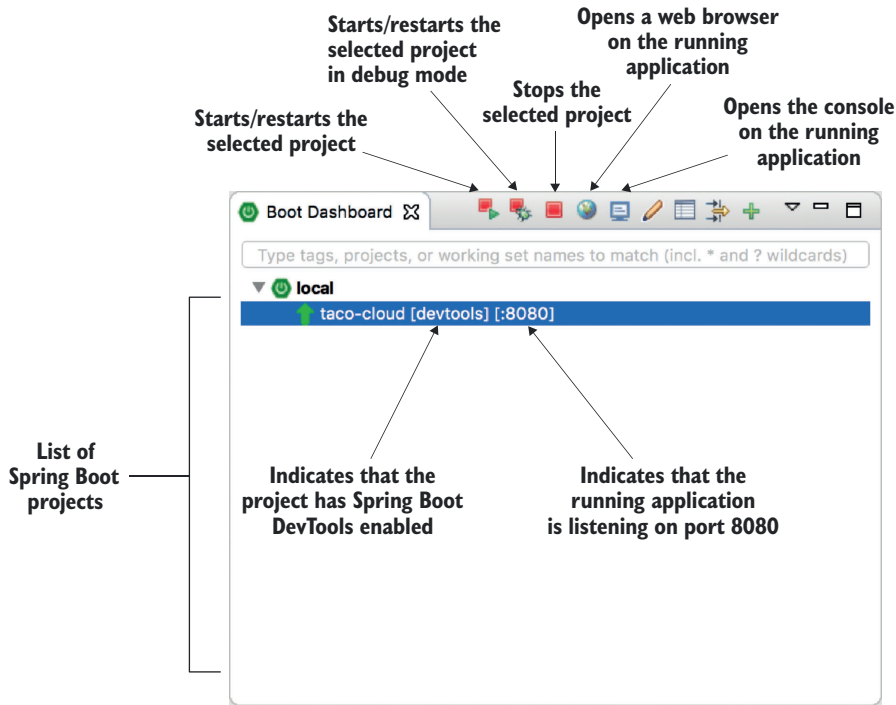 Starts/restarts the
selected project
in debug mode
Opens a web browser
on the running
application
Stops the
selected project
Starts/restarts the
selected project
Opens the console
on the running
application
Boot Dashboard
Type tags, projects, or working set names to match (incl. * and ? wildcards)
local
taco-cloud [devtools] [:8080]
List of
Spring Boot
projects
Indicates that the
project has Spring Boot
DevTools enabled
Indicates that the
running application
is listening on port 8080